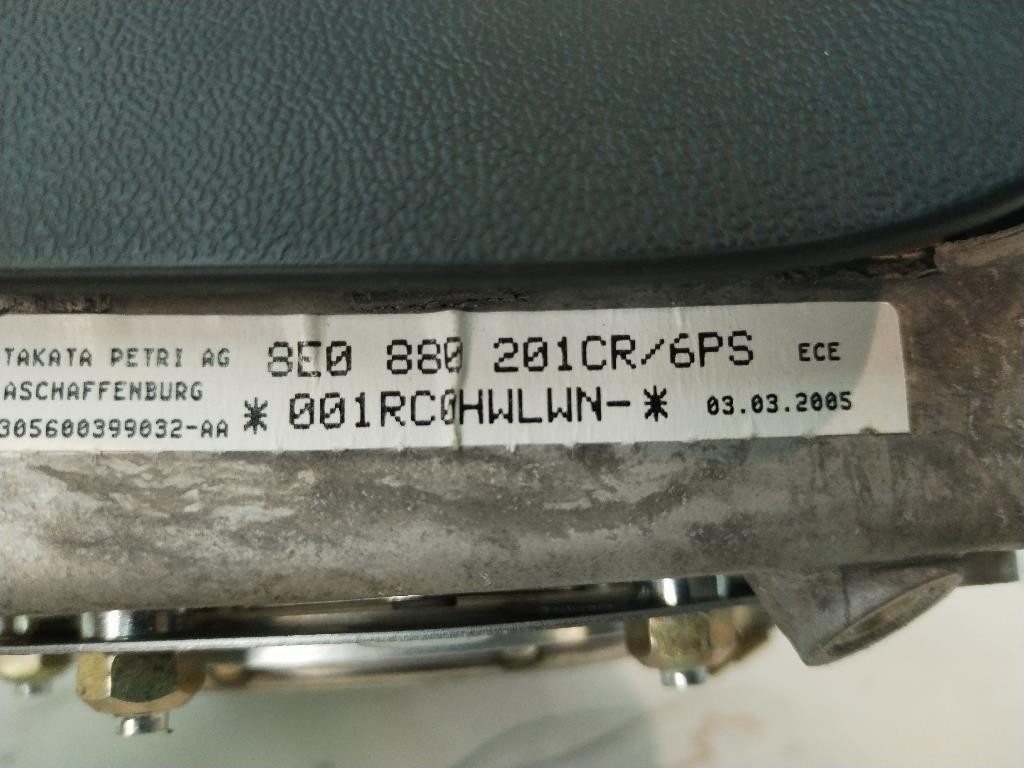 TAKATA PETRI AG
ASCHAFFENBURG
305600399032-AA
8E0 880 201CR/6PS ECE
*001RC0HWLWN-* 03.03.2005